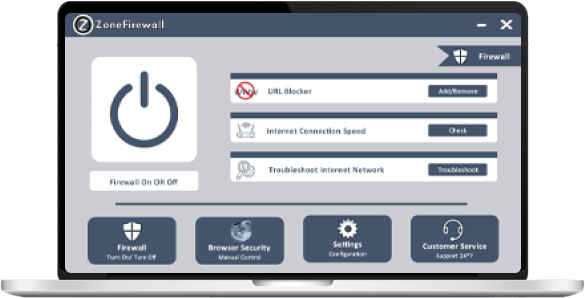 Z ZoneFirewall
Firewall
WWW
URL Blocker
Add/Remove
Internet Connection Speed
Check
Troubleshoot Internet Network
Troubleshoot
Firewall On OR Off
Firewall
Turn On/ Turn Off
Browser Security
Manual Control
Settings
Configuration
Customer Service
Support 24*7